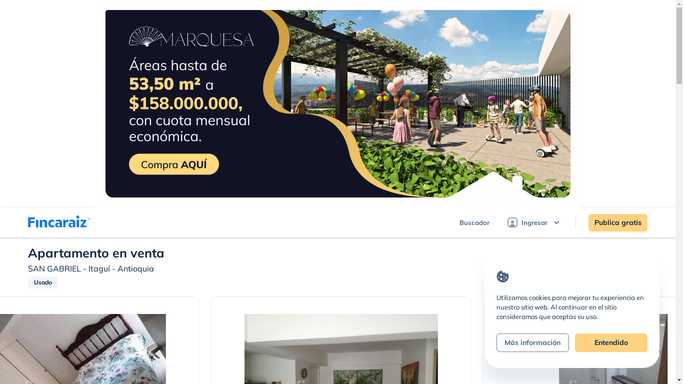 MARQUESA
Áreas hasta de
53,50 m² a
$158.000.000,
con cuota mensual
económica.
Compra AQUÍ
Fincaraiz
Buscador
Ingresar
Publica gratis
Apartamento en venta
SAN GABRIEL - Itaguí - Antioquia
Usado
Utilizamos cookies para mejorar tu experiencia en
nuestro sitio web. Al continuar en el sitio
consideramos que aceptas su uso.
Más información
Entendido